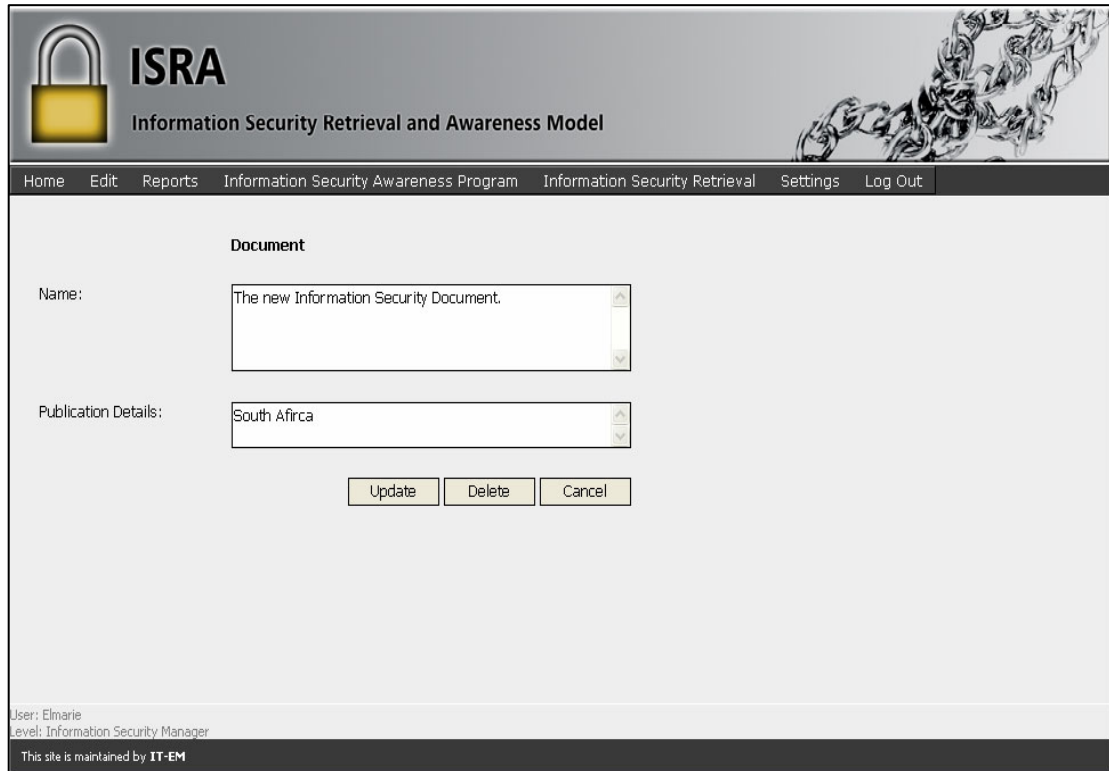 ISRA
Information Security Retrieval and Awareness Model
Home Edit Reports Information Security Awareness Program Information Security Retrieval Settings Log Out
Document
Name:
The new Information Security Document.
Publication Details:
South Afirca
Update Delete Cancel
User: Elmarie
Level: Information Security Manager
This site is maintained by IT-EM